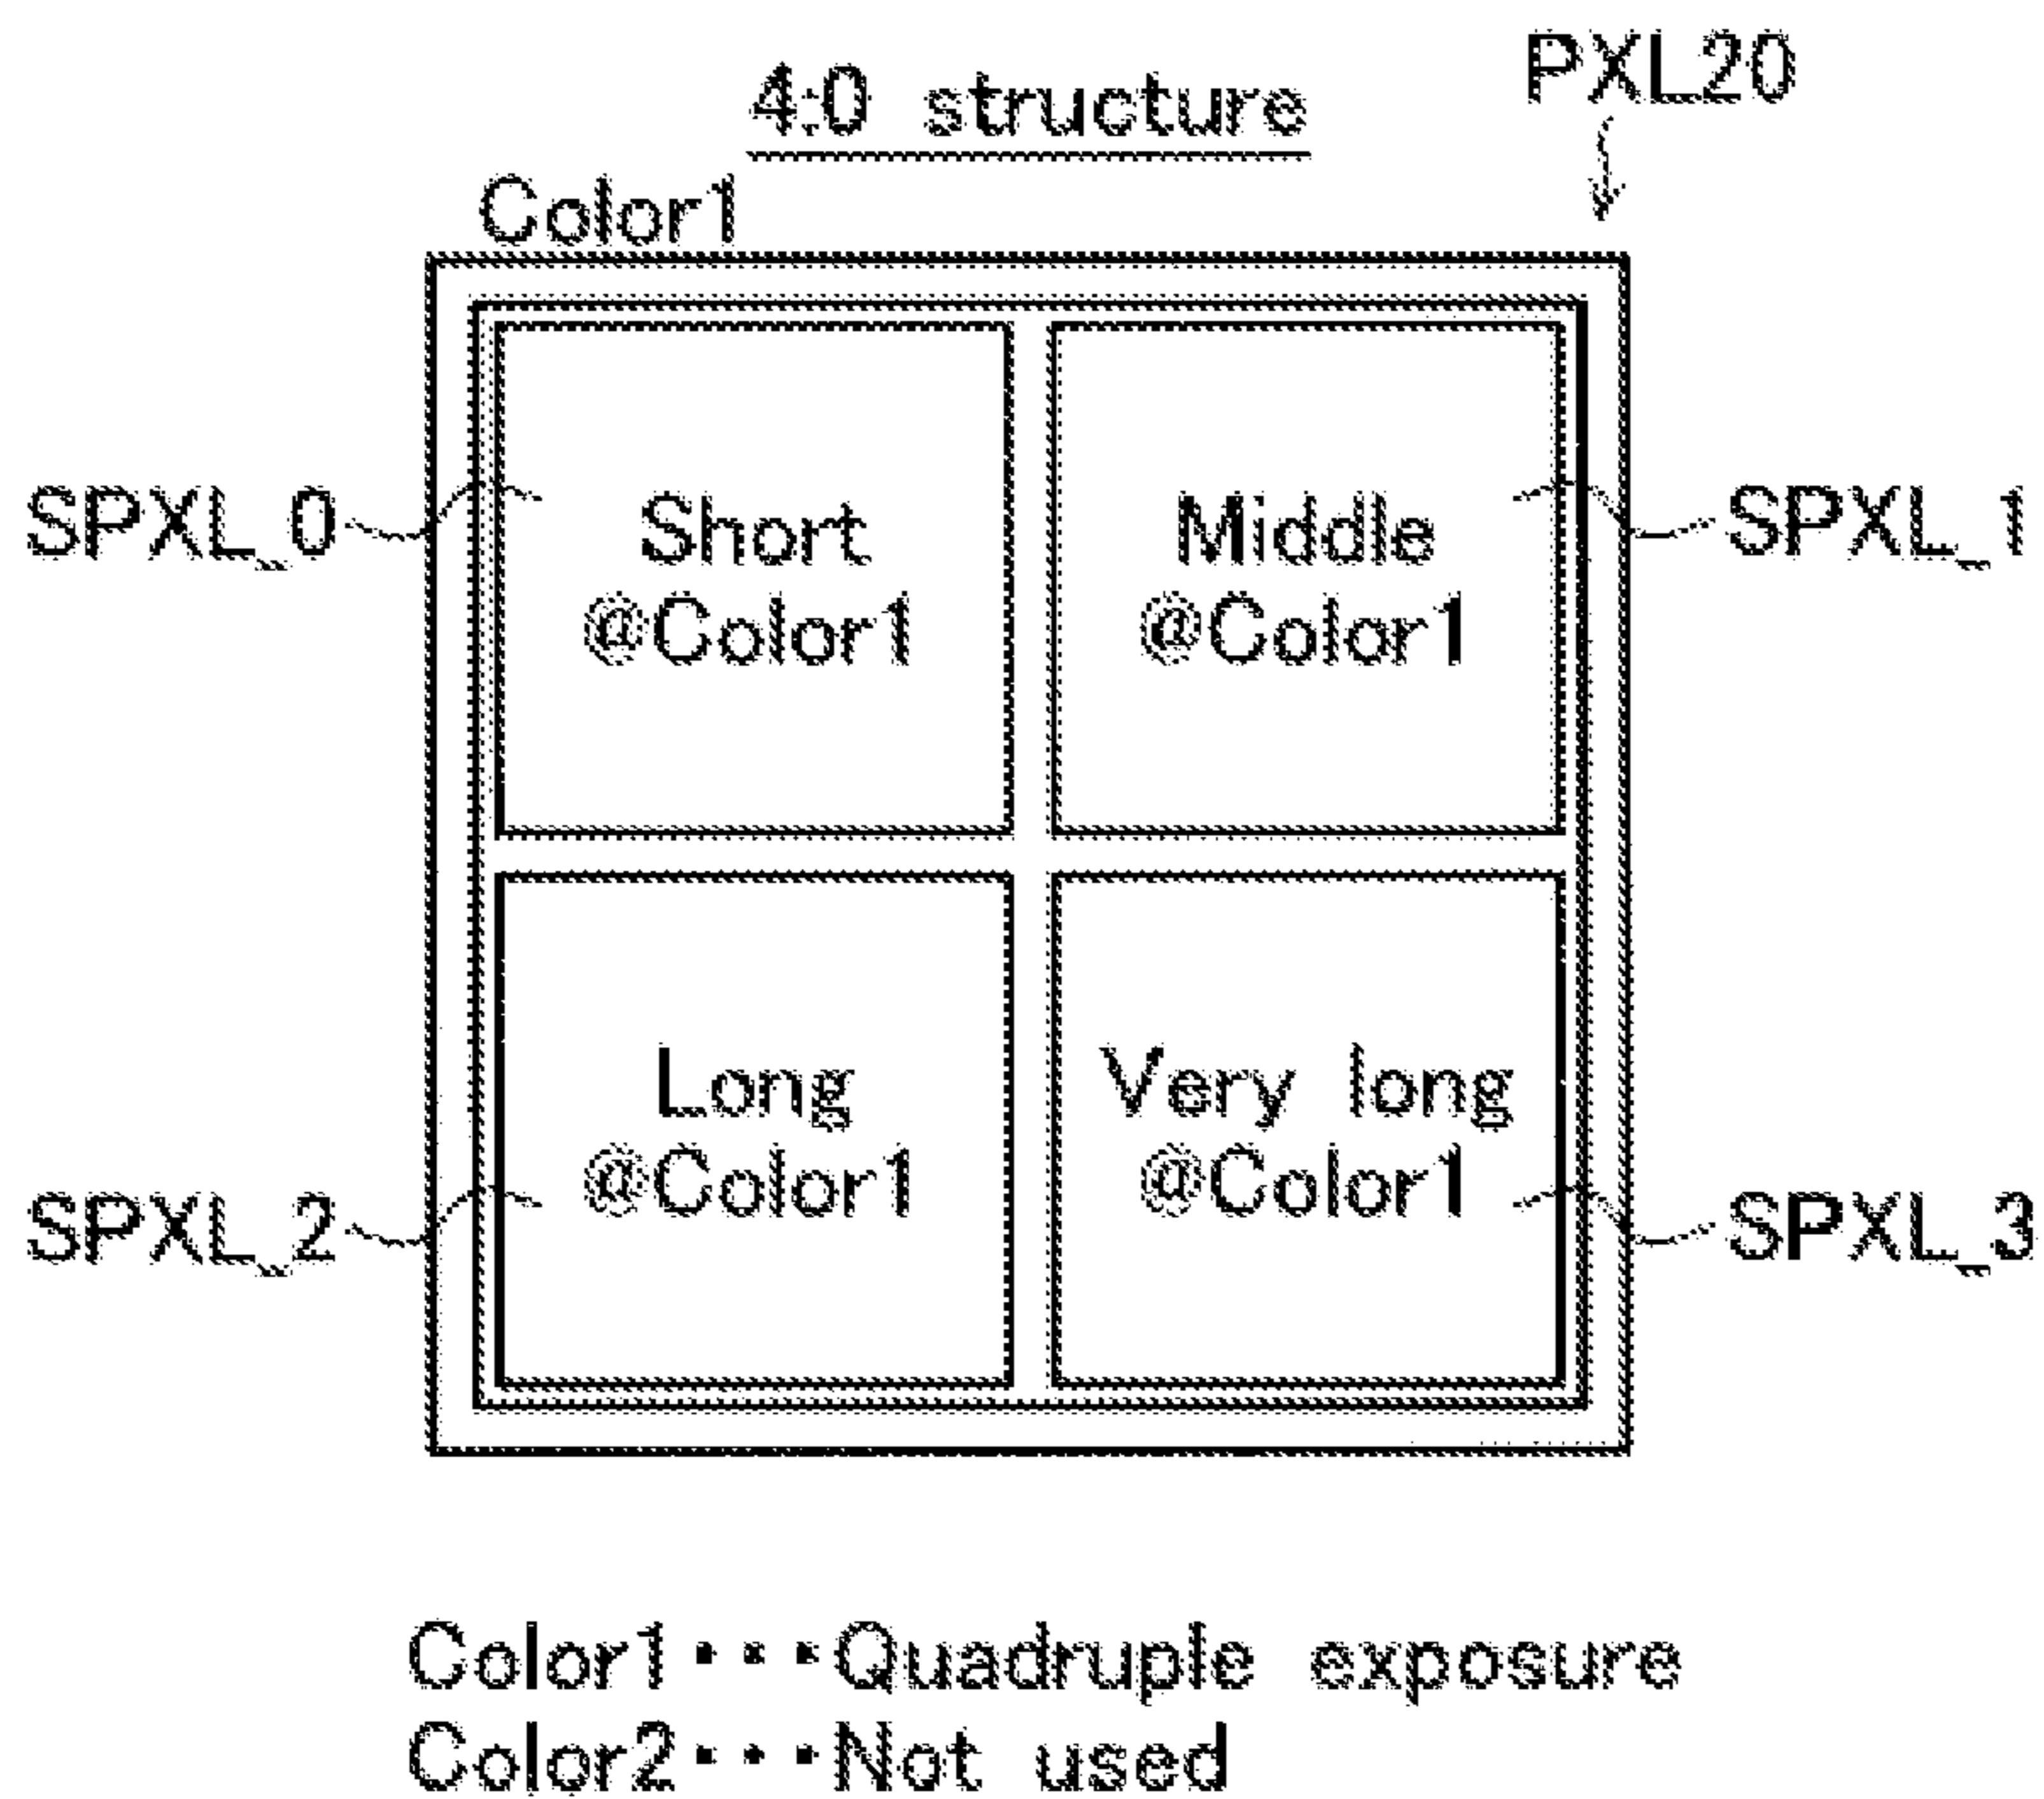 PXL20
4:0 structure
Color1
SPXL_0
Short
@Color1
Middle
@Color1
SPXL_1
SPXL_2
Long
@Color1
Very long
@Color1
SPXL_3
Color1···Quadruple exposure
Color2···Not used